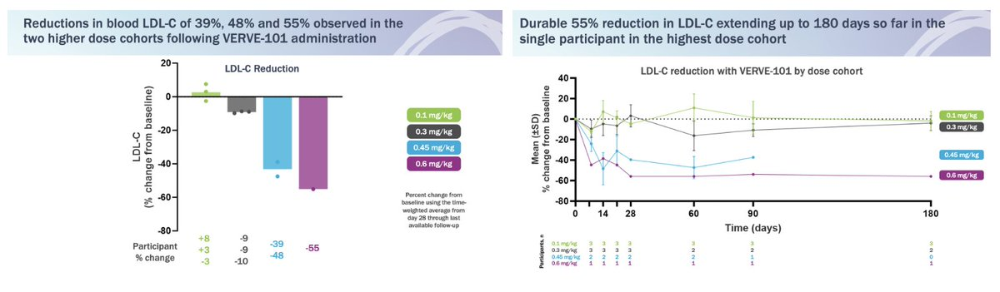 Reductions in blood LDL-C of 39%, 48% and 55% observed in the
two higher dose cohorts following VERVE-101 administration
LDL-C Reduction
LDL-C
(% change from baseline)
20
0
-20
-40
-60
-80
0.1 mg/kg
0.3 mg/kg
0.45 mg/kg
0.6 mg/kg
Percent change from
baseline using the time-
weighted average from
day 28 through last
available follow-up
Participant
% change
+8
+3
-3
-9
-9
-10
-39
-48
-55
Durable 55% reduction in LDL-C extending up to 180 days so far in the
single participant in the highest dose cohort
LDL-C reduction with VERVE-101 by dose cohort
Mean (±SD)
% change from baseline
40
20
0
-20
-40
-60
-80
0.1 mg/kg
0.3 mg/kg
0.45 mg/kg
0.6 mg/kg
0 14 28 60 90 180
Time (days)
Participants, n
0.1 mg/kg 3 3 3 3 3 3 3
0.3 mg/kg 3 3 3 3 2 2 2
0.45 mg/kg 2 2 2 2 2 1 0
0.6 mg/kg 1 1 1 1 1 1 1